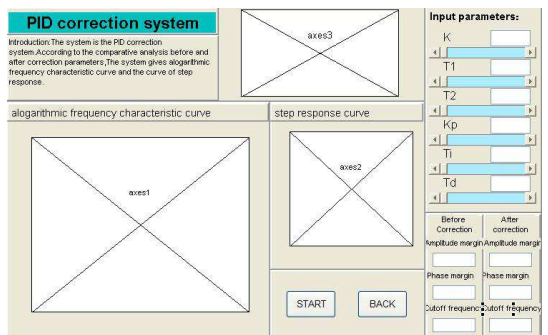 PID correction system
Introduction:The system is the PID correction
system.According to the comparative analysis before and
after correction parameters,The system gives alogarithmic
frequency characteristic curve and the curve of step
response.
axes3
Input parameters:
K
T1
T2
Kp
Ti
Td
alogarithmic frequency characteristic curve
step response curve
axes1
axes2
START
BACK
Before
Correction
After
correction
Amplitude margin
Amplitude margin
Phase margin
Phase margin
Cutoff frequency
Cutoff frequency